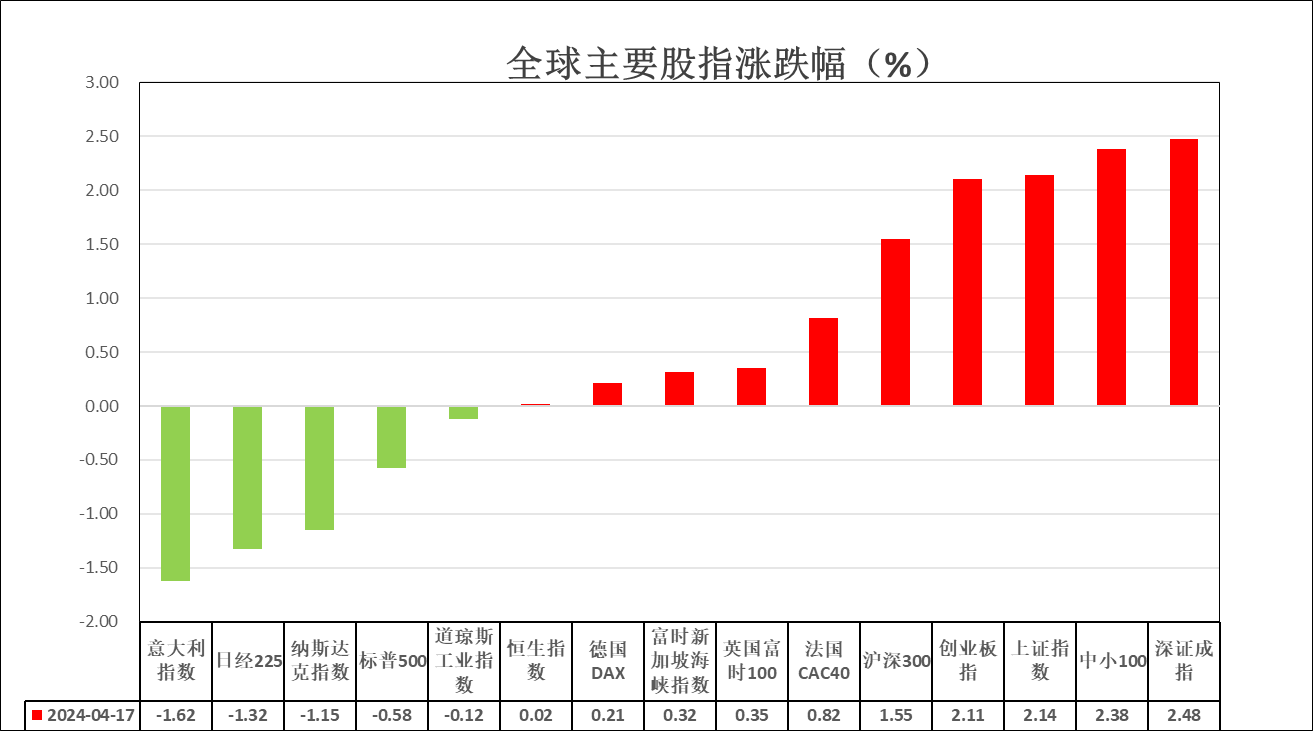 全球主要股指涨跌幅（%）
3.00
2.50
2.00
1.50
1.00
0.50
0.00
-0.50
-1.00
-1.50
-2.00
意大利
指数
日经225
纳斯达
克指数
标普500
道琼斯
工业指
数
恒生指
数
德国
DAX
富时新
加坡海
峡指数
英国富
时100
法国
CAC40
沪深300
创业板
指
上证指
数
中小100
深证成
指
2024-04-17 -1.62 -1.32 -1.15 -0.58 -0.12 0.02 0.21 0.32 0.35 0.82 1.55 2.11 2.14 2.38 2.48